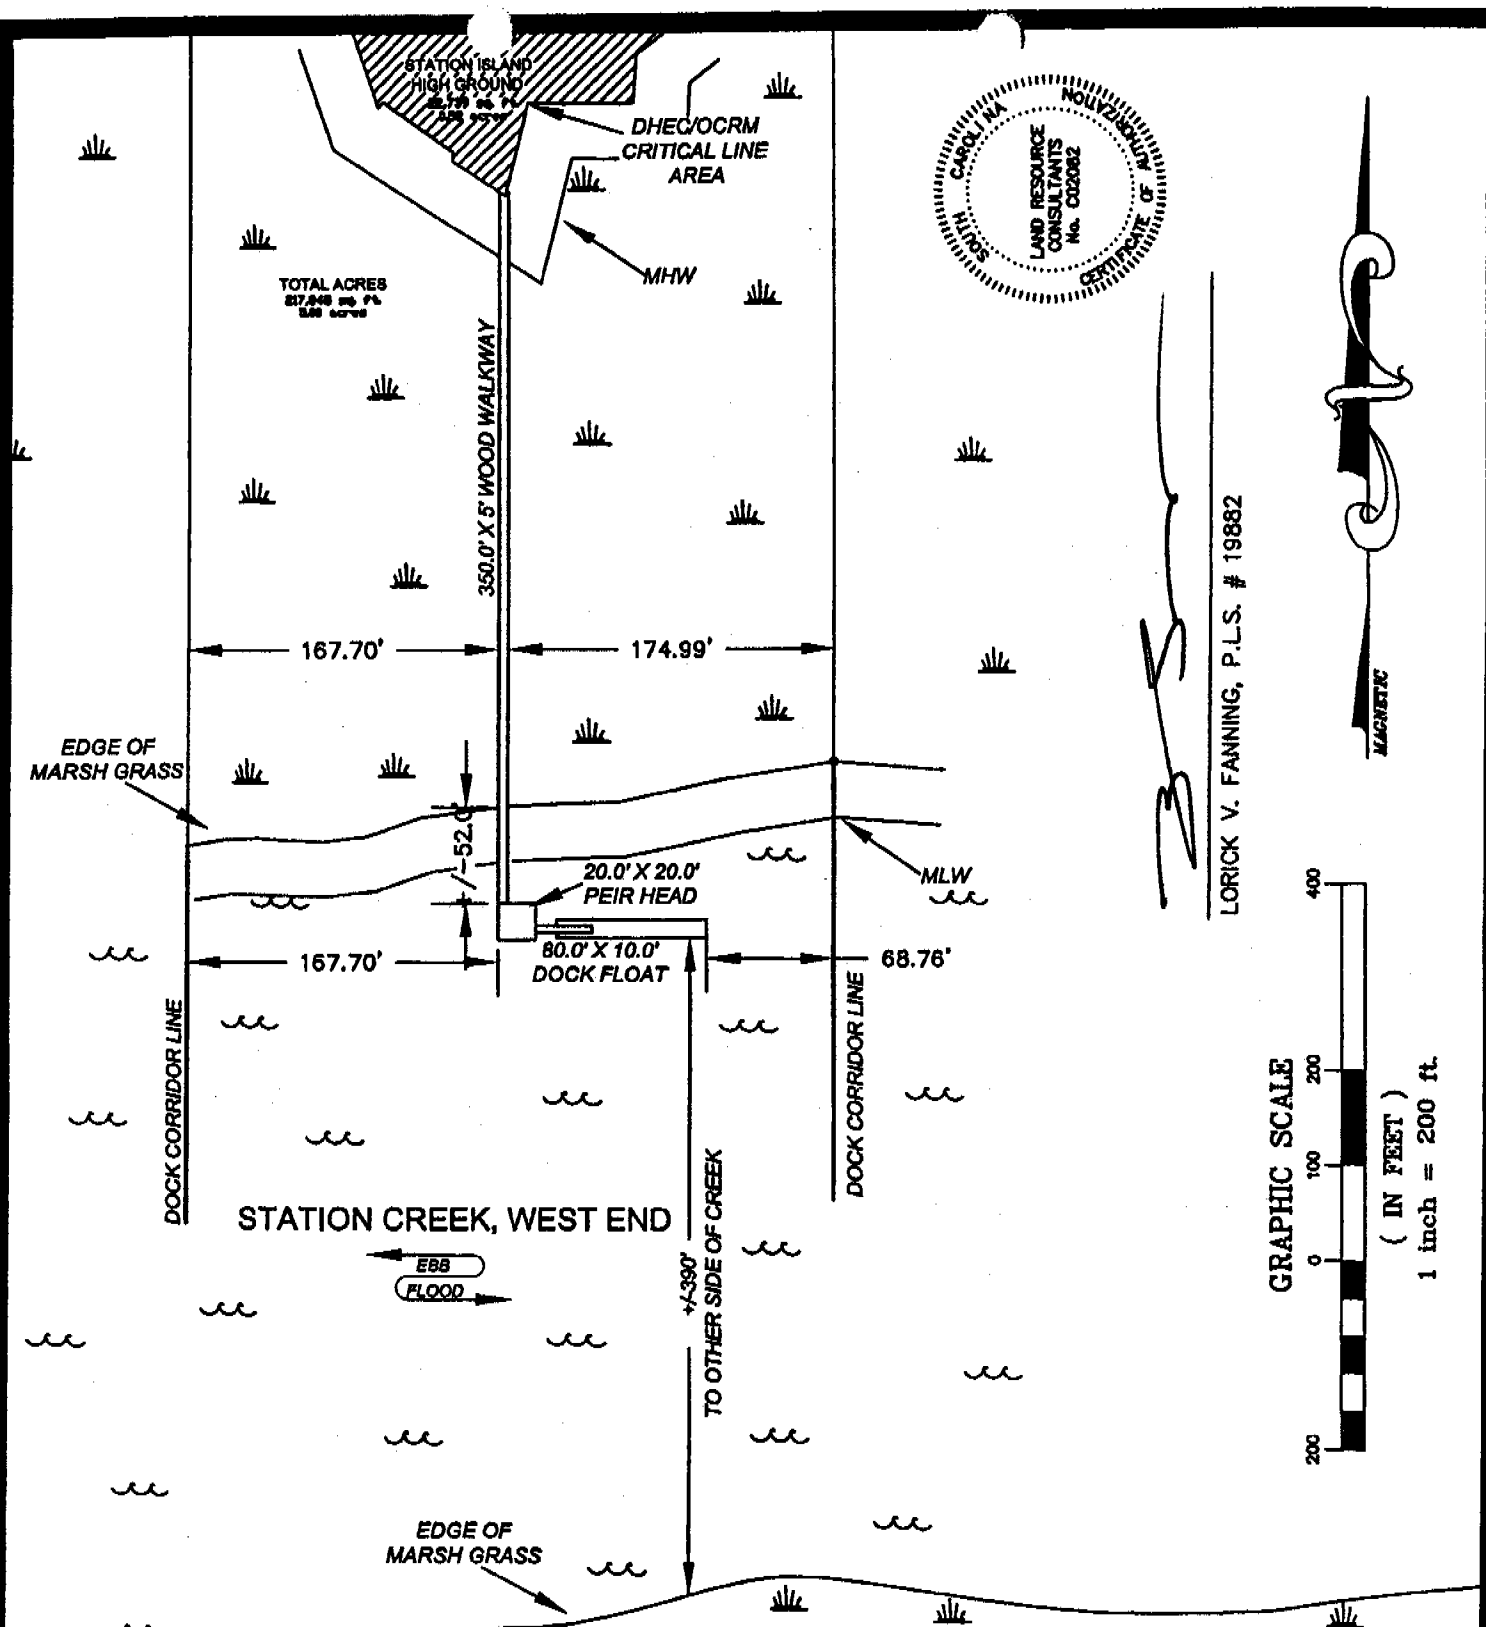 STATION ISLAND
HIGH GROUND
DHEC/OCRM
CRITICAL LINE
AREA
MHW
TOTAL ACRES
350.0' X 5' WOOD WALKWAY
167.70'
174.99'
EDGE OF
MARSH GRASS
+/-52.0'
20.0' X 20.0'
PEIR HEAD
MLW
167.70'
80.0' X 10.0'
DOCK FLOAT
68.76'
DOCK CORRIDOR LINE
DOCK CORRIDOR LINE
STATION CREEK, WEST END
EBB
FLOOD
+/-390'
TO OTHER SIDE OF CREEK
EDGE OF
MARSH GRASS
SOUTH CAROLINA
CERTIFICATE OF AUTHORIZATION
LAND RESOURCE
CONSULTANTS
No. C02082
LORICK V. FANNING, P.L.S. # 19882
MAGNETIC
GRAPHIC SCALE
200 0 100 200 400
( IN FEET )
1 inch = 200 ft.